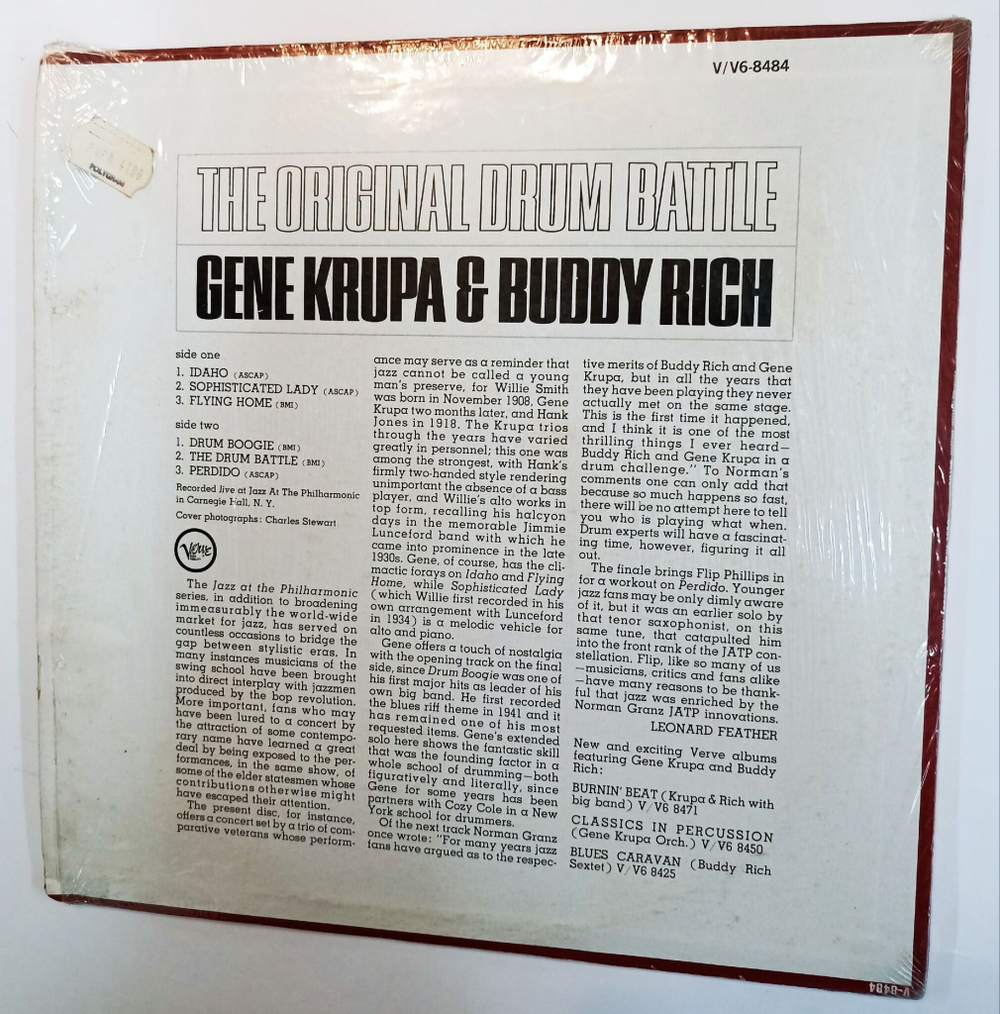 V/V6-8484
POLYGRAM
THE ORIGINAL DRUM BATTLE
GENE KRUPA & BUDDY RICH
side one
1. IDAHO (ASCAP)
2. SOPHISTICATED LADY (ASCAP)
3. FLYING HOME (BMI)
side two
1. DRUM BOOGIE (BMI)
2. THE DRUM BATTLE (BMI)
3. PERDIDO (ASCAP)
Recorded live at Jazz At The Philharmonic
in Carnegie Hall, N. Y.
Cover photographs: Charles Stewart
Verve
The Jazz at the Philharmonic
series, in addition to broadening
immeasurably the world-wide
market for jazz, has served on
countless occasions to bridge the
gap between stylistic eras. In
many instances musicians of the
swing school have been brought
into direct interplay with jazzmen
produced by the bop revolution.
More important, fans who may
have been lured to a concert by
the attraction of some contempo-
rary name have learned a great
deal by being exposed to the per-
formances, in the same show, of
some of the elder statesmen whose
contributions otherwise might
have escaped their attention.
The present disc, for instance,
offers a concert set by a trio of com-
parative veterans whose perform-
ance may serve as a reminder that
jazz cannot be called a young
man's preserve, for Willie Smith
was born in November 1908, Gene
Krupa two months later, and Hank
Jones in 1918. The Krupa trios
through the years have varied
greatly in personnel; this one was
among the strongest, with Hank's
firmly two-handed style rendering
unimportant the absence of a bass
player, and Willie's alto works in
top form, recalling his halcyon
days in the memorable Jimmie
Lunceford band with which he
came into prominence in the late
1930s. Gene, of course, has the cli-
mactic forays on Idaho and Flying
Home, while Sophisticated Lady
(which Willie first recorded in his
own arrangement with Lunceford
in 1934) is a melodic vehicle for
alto and piano.
Gene offers a touch of nostalgia
with the opening track on the final
side, since Drum Boogie was one of
his first major hits as leader of his
own big band. He first recorded
the blues riff theme in 1941 and it
has remained one of his most
requested items. Gene's extended
solo here shows the fantastic skill
that was the founding factor in a
whole school of drumming—both
figuratively and literally, since
Gene for some years has been
partners with Cozy Cole in a New
York school for drummers.
Of the next track Norman Granz
once wrote: "For many years jazz
fans have argued as to the respec-
tive merits of Buddy Rich and Gene
Krupa, but in all the years that
they have been playing they never
actually met on the same stage.
This is the first time it happened,
and I think it is one of the most
thrilling things I ever heard—
Buddy Rich and Gene Krupa in a
drum challenge." To Norman's
comments one can only add that
because so much happens so fast,
there will be no attempt here to tell
you who is playing what when.
Drum experts will have a fascinat-
ing time, however, figuring it all
out.
The finale brings Flip Phillips in
for a workout on Perdido. Younger
jazz fans may be only dimly aware
of it, but it was an earlier solo by
that tenor saxophonist, on this
same tune, that catapulted him
into the front rank of the JATP con-
stellation. Flip, like so many of us
—musicians, critics and fans alike
—have many reasons to be thank-
ful that jazz was enriched by the
Norman Granz JATP innovations.
LEONARD FEATHER
New and exciting Verve albums
featuring Gene Krupa and Buddy
Rich:
BURNIN' BEAT (Krupa & Rich with
big band) V/V6 8471
CLASSICS IN PERCUSSION
(Gene Krupa Orch.) V/V6 8450
BLUES CARAVAN (Buddy Rich
Sextet) V/V6 8425
V-8484